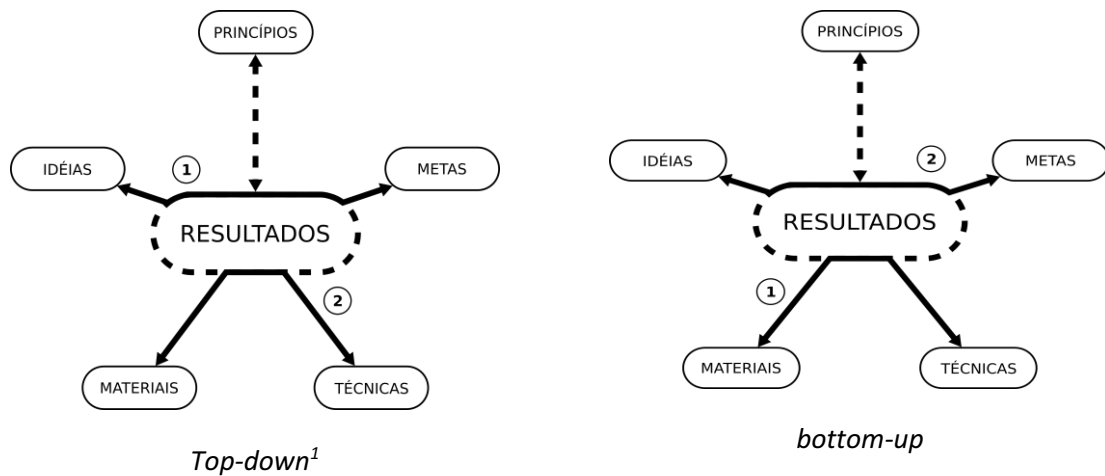 PRINCÍPIOS
IDÉIAS
1
METAS
RESULTADOS
2
MATERIAIS
TÉCNICAS
Top-down¹
PRINCÍPIOS
IDÉIAS
2
METAS
RESULTADOS
1
MATERIAIS
TÉCNICAS
bottom-up